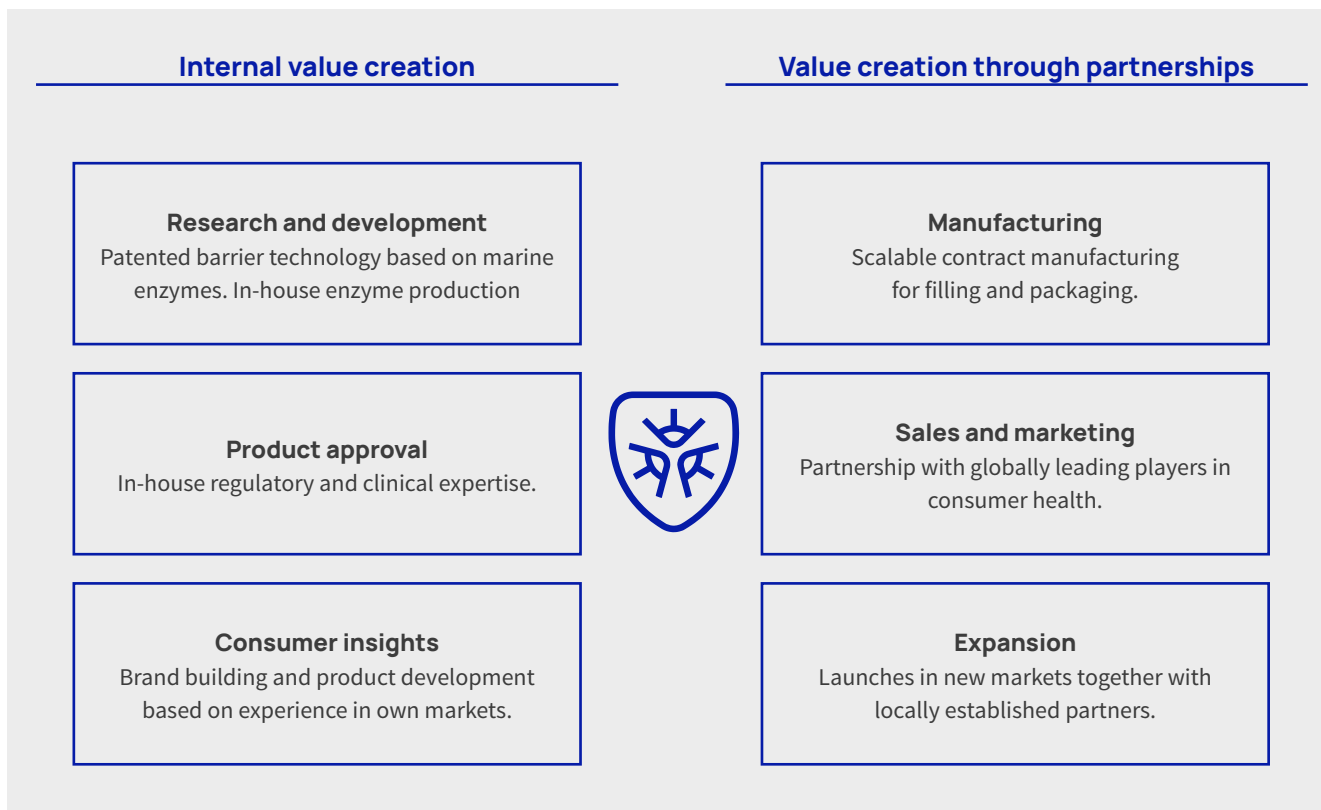 Internal value creation
Research and development
Patented barrier technology based on marine
enzymes. In-house enzyme production
Product approval
In-house regulatory and clinical expertise.
Consumer insights
Brand building and product development
based on experience in own markets.
Value creation through partnerships
Manufacturing
Scalable contract manufacturing
for filling and packaging.
Sales and marketing
Partnership with globally leading players in
consumer health.
Expansion
Launches in new markets together with
locally established partners.